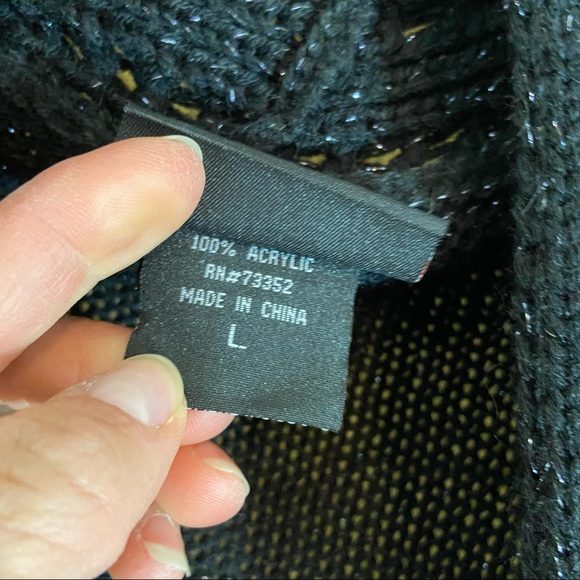 100% ACRYLIC
RN#73352
MADE IN CHINA
L